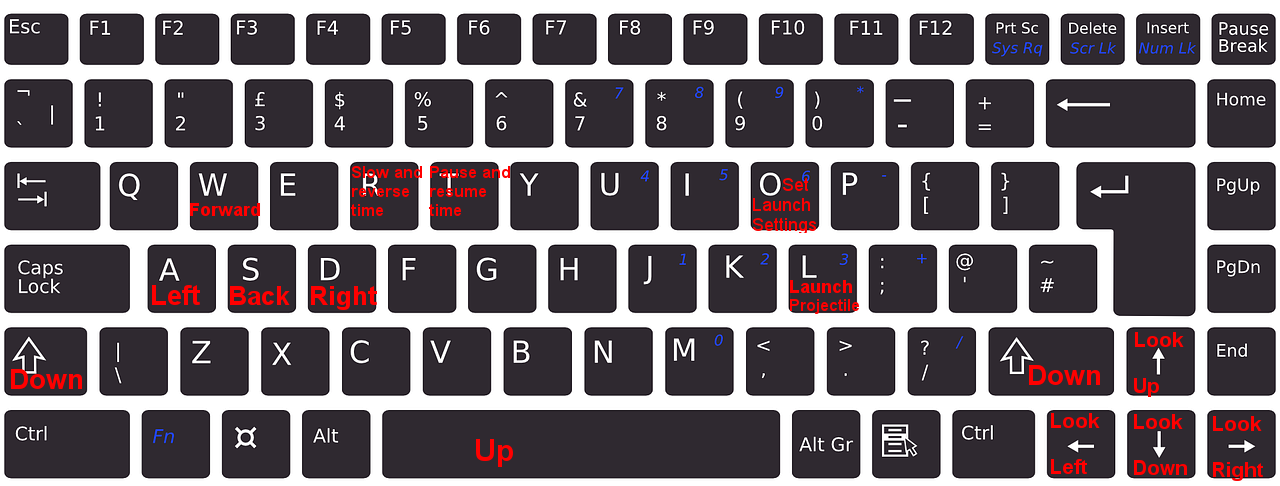 Esc F1 F2 F3 F4 F5 F6 F7 F8 F9 F10 F11 F12 Prt Sc Delete Insert Pause
Sys Rq Scr Lk Num Lk Break
¬ ! " £ $ % ^ & 7 * 8 ( 9 ) * — + Home
` | 1 2 3 4 5 6 7 8 9 0 - =
Q W E R T Y U 4 I 5 O 6 P - { } PgUp
[ ]
Forward
Slow and
reverse
time
Pause and
resume
time
Set
Launch
Settings
Caps
Lock
A S D F G H J 1 K 2 L 3 : + @ ~ PgDn
; ' #
Left Back Right
Launch
Projectile
| Z X C V B N M 0 < > ? / End
\ , . /
Down
Down
Look
Up
Ctrl Fn Alt Alt Gr Ctrl
Up
Look
Left
Look
Down
Look
Right